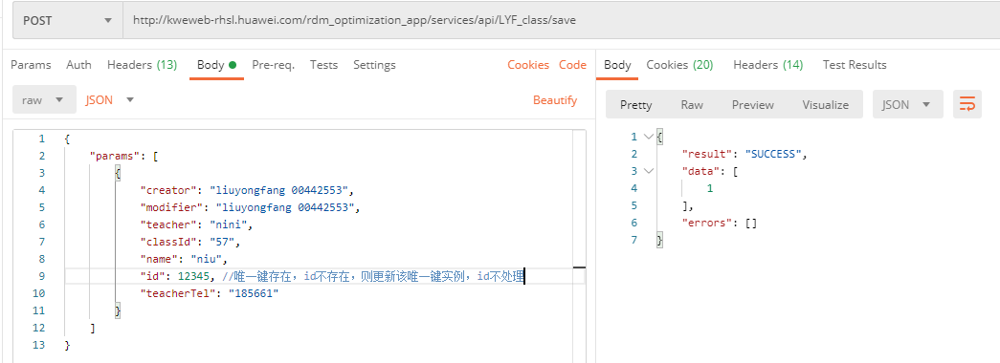 POST http://kweweb-rhsl.huawei.com/rdm_optimization_app/services/api/LYF_class/save
Params Auth Headers (13) Body Pre-req. Tests Settings Cookies Code
raw JSON Beautify
1 {
2 "params": [
3 {
4 "creator": "liuyongfang 00442553",
5 "modifier": "liuyongfang 00442553",
6 "teacher": "nini",
7 "classId": "57",
8 "name": "niu",
9 "id": 12345, //唯一键存在，id不存在，则更新该唯一键实例，id不处理
10 "teacherTel": "185661"
11 }
12 ]
13 }
Body Cookies (20) Headers (14) Test Results
Pretty Raw Preview Visualize JSON
1 {
2 "result": "SUCCESS",
3 "data": [
4 1
5 ],
6 "errors": []
7 }